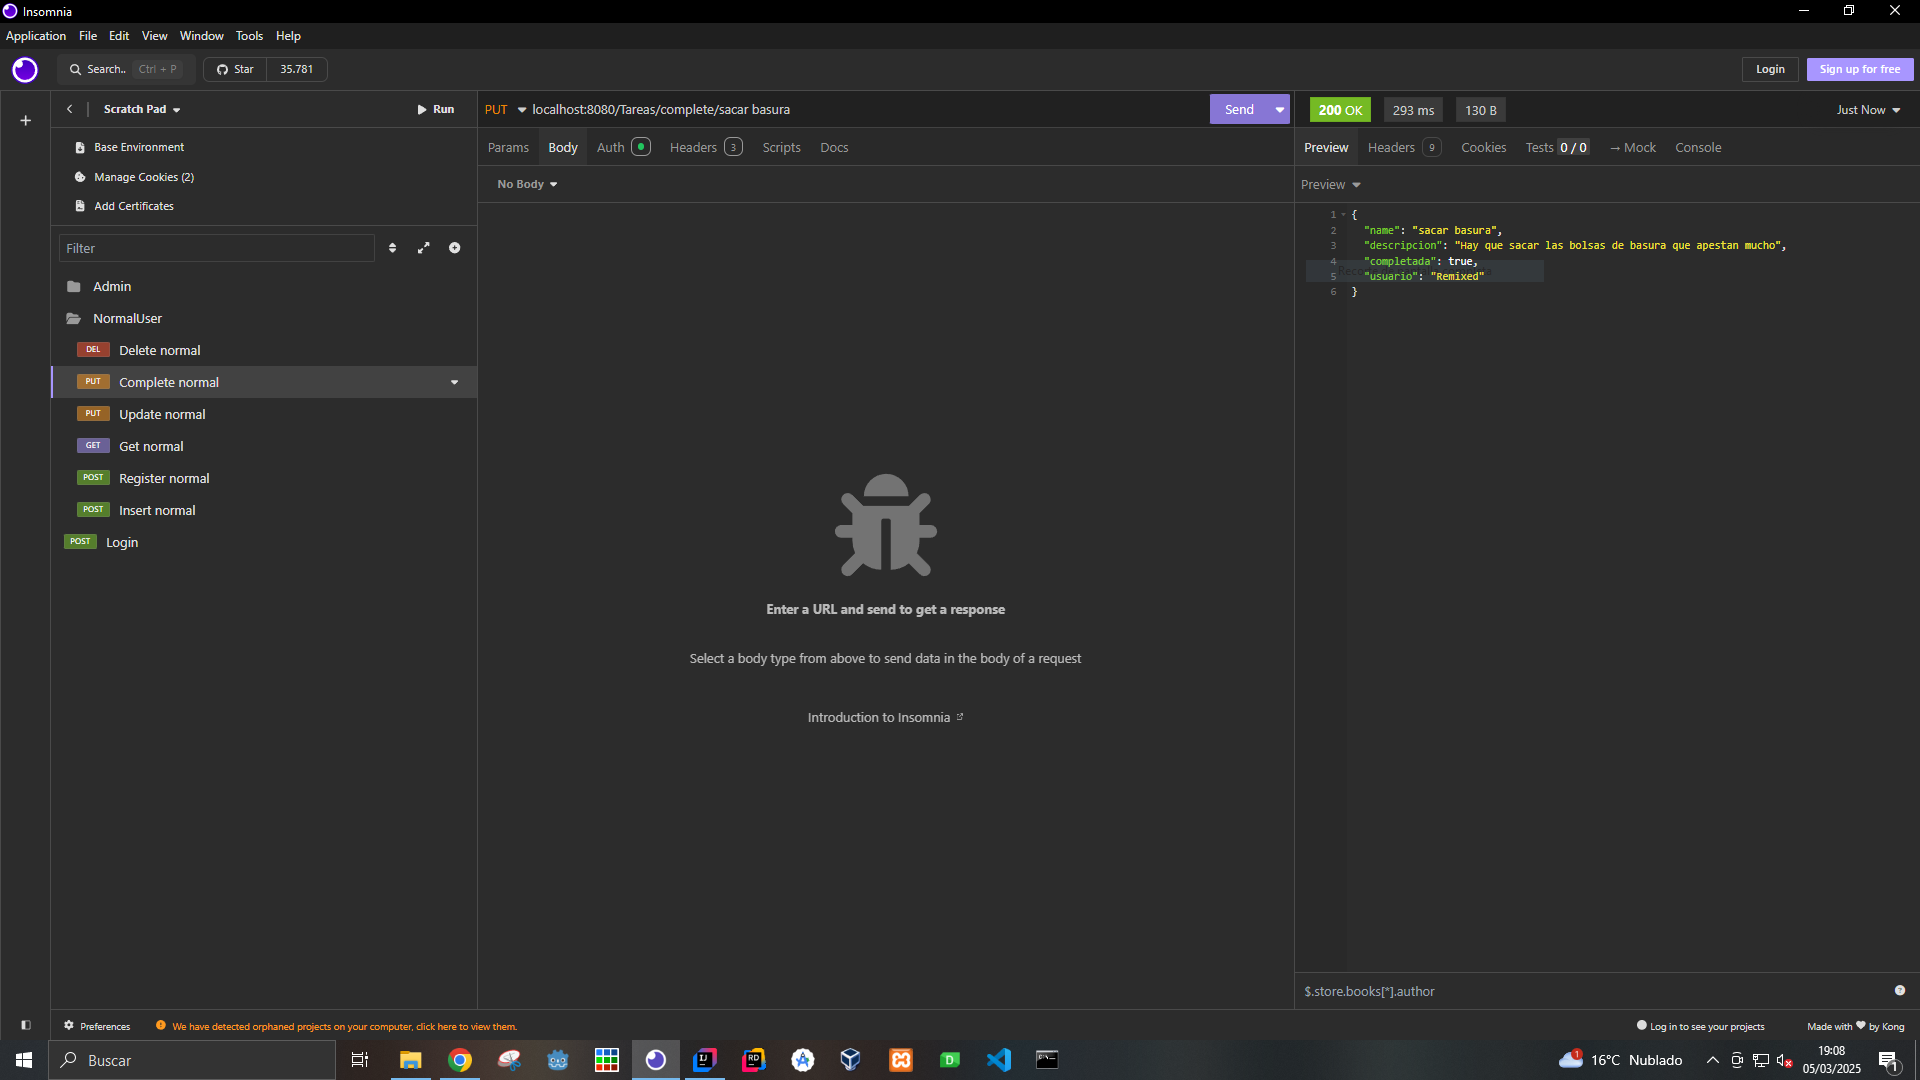 Insomnia
Application File Edit View Window Tools Help
Search.. Ctrl + P Star 35.781 Login Sign up for free
Scratch Pad Run PUT localhost:8080/Tareas/complete/sacar basura Send 200 OK 293 ms 130 B Just Now
Base Environment Params Body Auth Headers 3 Scripts Docs Preview Headers 9 Cookies Tests 0 / 0 → Mock Console
Manage Cookies (2) No Body Preview
Add Certificates
Filter
1 {
2 "name": "sacar basura",
3 "descripcion": "Hay que sacar las bolsas de basura que apestan mucho",
4 "completada": true,
5 "usuario": "Remixed"
6 }
Admin
NormalUser
DEL Delete normal
PUT Complete normal
PUT Update normal
GET Get normal
POST Register normal
POST Insert normal
POST Login
Enter a URL and send to get a response
Select a body type from above to send data in the body of a request
Introduction to Insomnia
$.store.books[*].author
Preferences We have detected orphaned projects on your computer, click here to view them. Log in to see your projects Made with by Kong
Buscar 16°C Nublado 19:08
05/03/2025